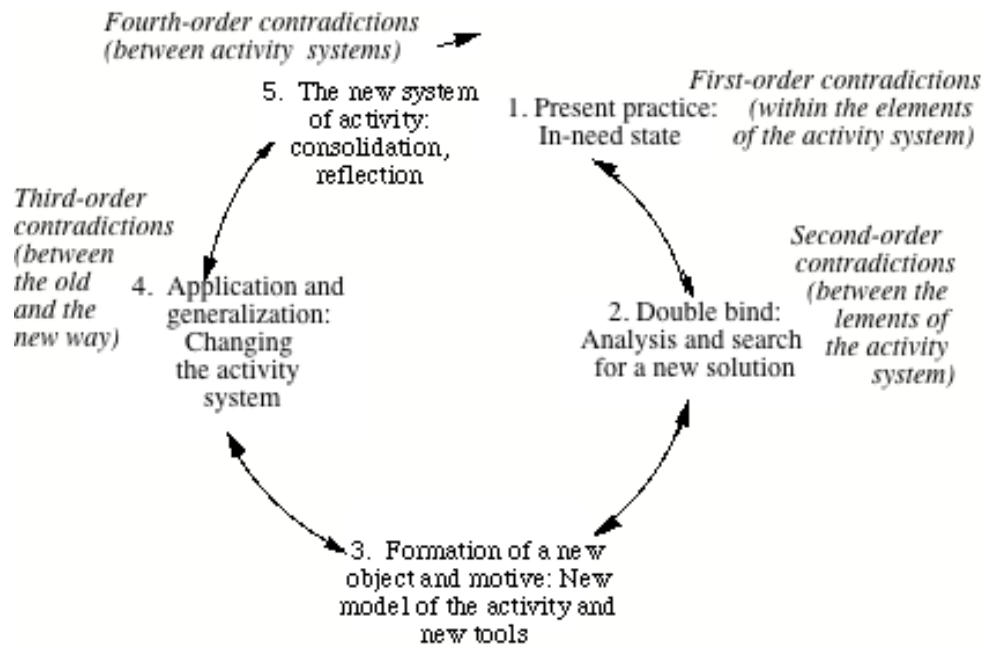 Fourth-order contradictions
(between activity systems)
5. The new system
of activity:
consolidation,
reflection
1. Present practice:
In-need state
First-order contradictions
(within the elements
of the activity system)
Third-order
contradictions
(between
the old
and the
new way)
4. Application and
generalization:
Changing
the activity
system
2. Double bind:
Analysis and search
for a new solution
Second-order
contradictions
(between the
lements of
the activity
system)
3. Formation of a new
object and motive: New
model of the activity and
new tools